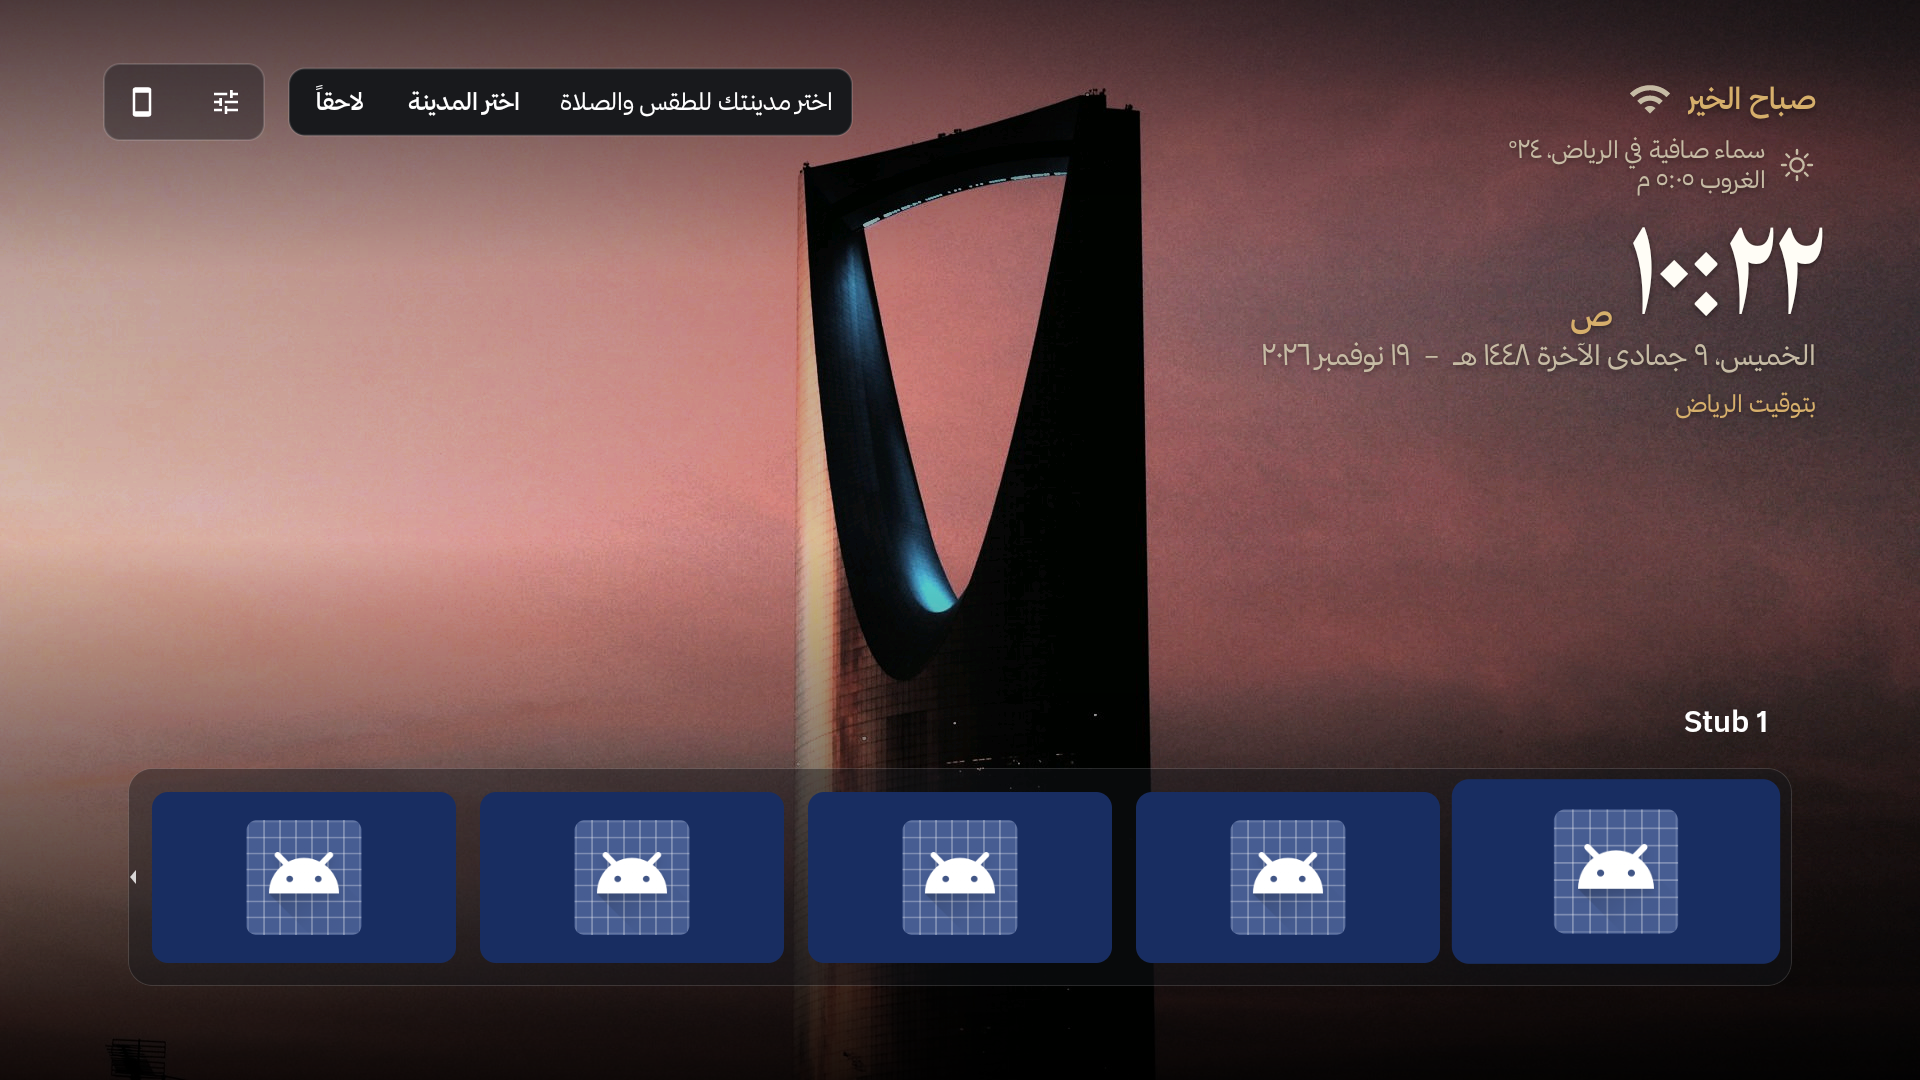 صباح الخير
سماء صافية في الرياض، ٢٤°
الغروب ٥:٠٥ م
١٠:٢٢ ص
الخميس، ٩ جمادى الآخرة ١٤٤٨ هـ – ١٩ نوفمبر ٢٠٢٦
بتوقيت الرياض
اختر مدينتك للطقس والصلاة اختر المدينة لاحقاً
Stub 1